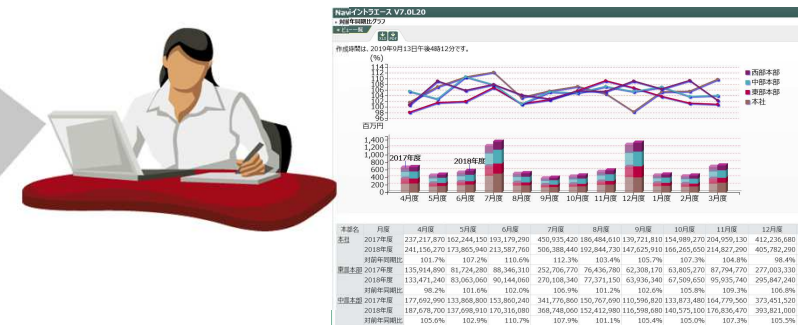 Naviイントラエース V7.0L20
対前年同期比グラフ
ビュー一覧
作成時間は、2019年9月13日午後4時12分です。
(%)
114
112
110
108
106
104
102
100
98
96
西部本部
中部本部
東部本部
本社
百万円
1,400
1,200
1,000
800
600
400
200
0
2017年度 2018年度
4月度 5月度 6月度 7月度 8月度 9月度 10月度 11月度 12月度 1月度 2月度 3月度
本部名 月度 4月度 5月度 6月度 7月度 8月度 9月度 10月度 11月度 12月度
本社 2017年度 237,217,870 162,244,150 193,179,290 450,935,420 186,484,610 139,721,810 154,989,270 204,959,130 412,236,680
2018年度 241,156,270 173,865,940 213,587,760 506,388,440 192,844,730 147,625,910 166,265,650 214,827,290 405,782,290
対前年同期比 101.7% 107.2% 110.6% 112.3% 103.4% 105.7% 107.3% 104.8% 98.4%
東部本部 2017年度 135,914,890 81,724,280 88,346,310 252,706,770 76,436,780 62,308,170 63,805,270 87,794,770 277,003,330
2018年度 133,471,240 83,063,060 90,144,060 270,108,340 77,371,150 63,936,340 67,509,650 95,935,740 295,847,240
対前年同期比 98.2% 101.6% 102.0% 106.9% 101.2% 102.6% 105.8% 109.3% 106.8%
中部本部 2017年度 177,692,990 133,868,800 153,860,240 341,776,860 150,767,690 110,596,820 133,873,480 164,779,560 373,451,520
2018年度 187,678,700 137,698,910 170,316,080 368,748,060 152,412,980 116,598,680 140,575,100 176,836,470 393,821,000
対前年同期比 105.6% 102.9% 110.7% 107.9% 101.1% 105.4% 105.0% 107.3% 105.5%